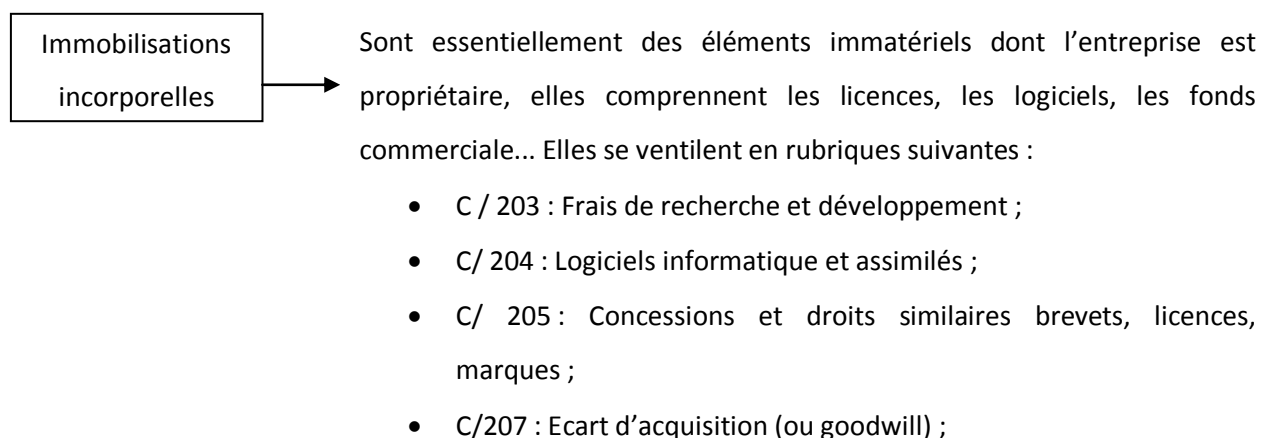 Immobilisations
incorporelles
Sont essentiellement des éléments immatériels dont l’entreprise est
propriétaire, elles comprennent les licences, les logiciels, les fonds
commerciale... Elles se ventilent en rubriques suivantes :
• C / 203 : Frais de recherche et développement ;
• C/ 204 : Logiciels informatique et assimilés ;
• C/ 205 : Concessions et droits similaires brevets, licences,
marques ;
• C/207 : Ecart d’acquisition (ou goodwill) ;